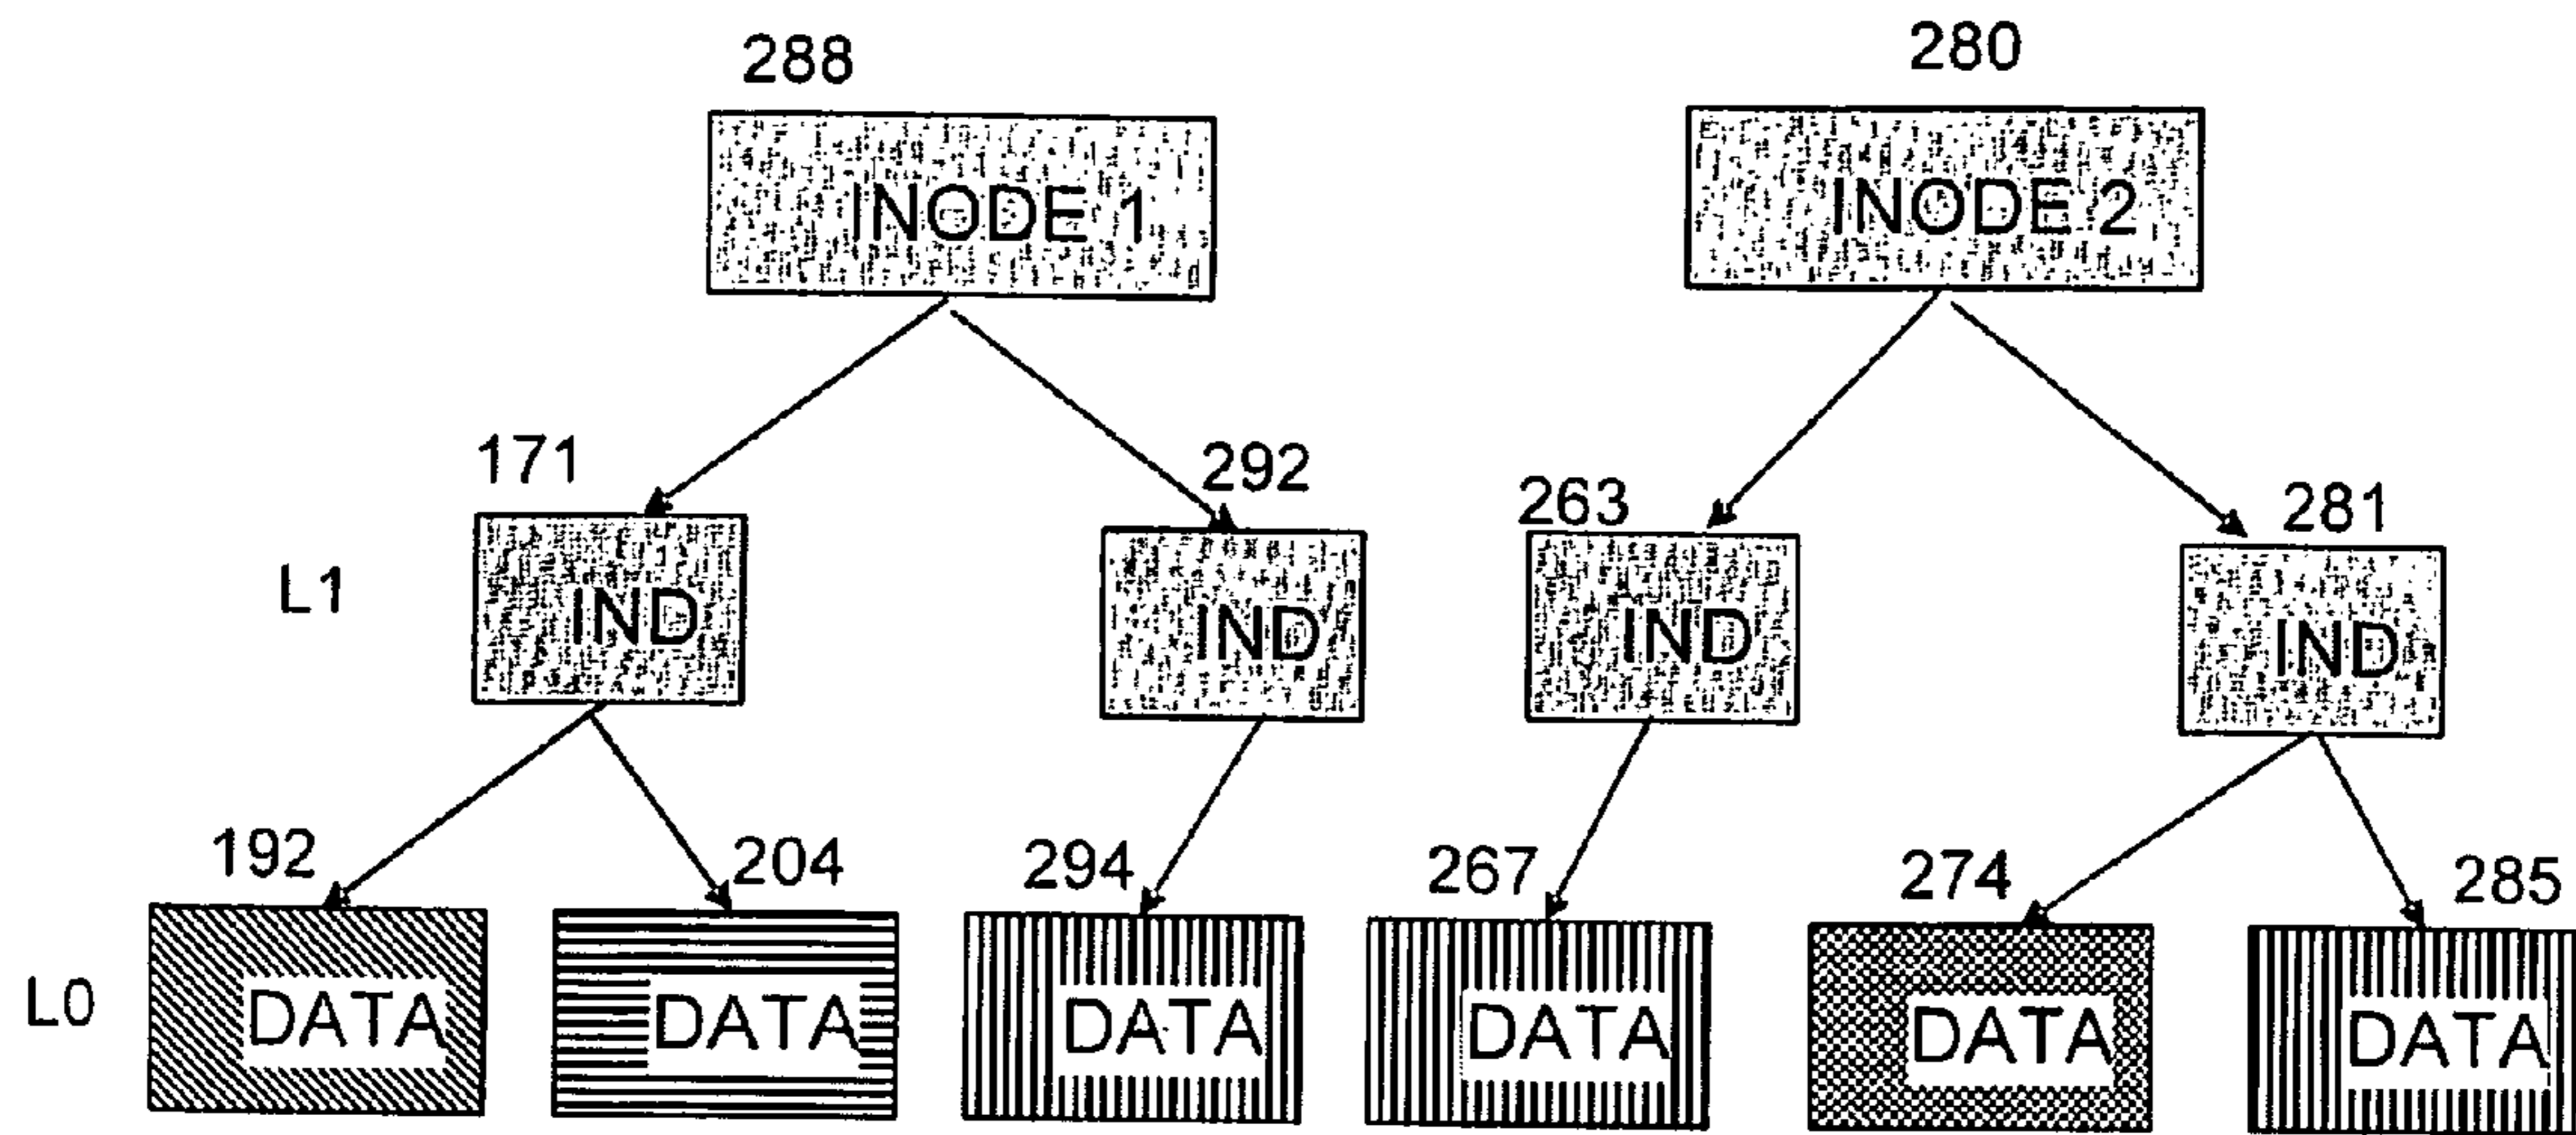 288 280
INODE 1 INODE 2
171 292 263 281
L1 IND IND IND IND
192 204 294 267 274 285
L0 DATA DATA DATA DATA DATA DATA